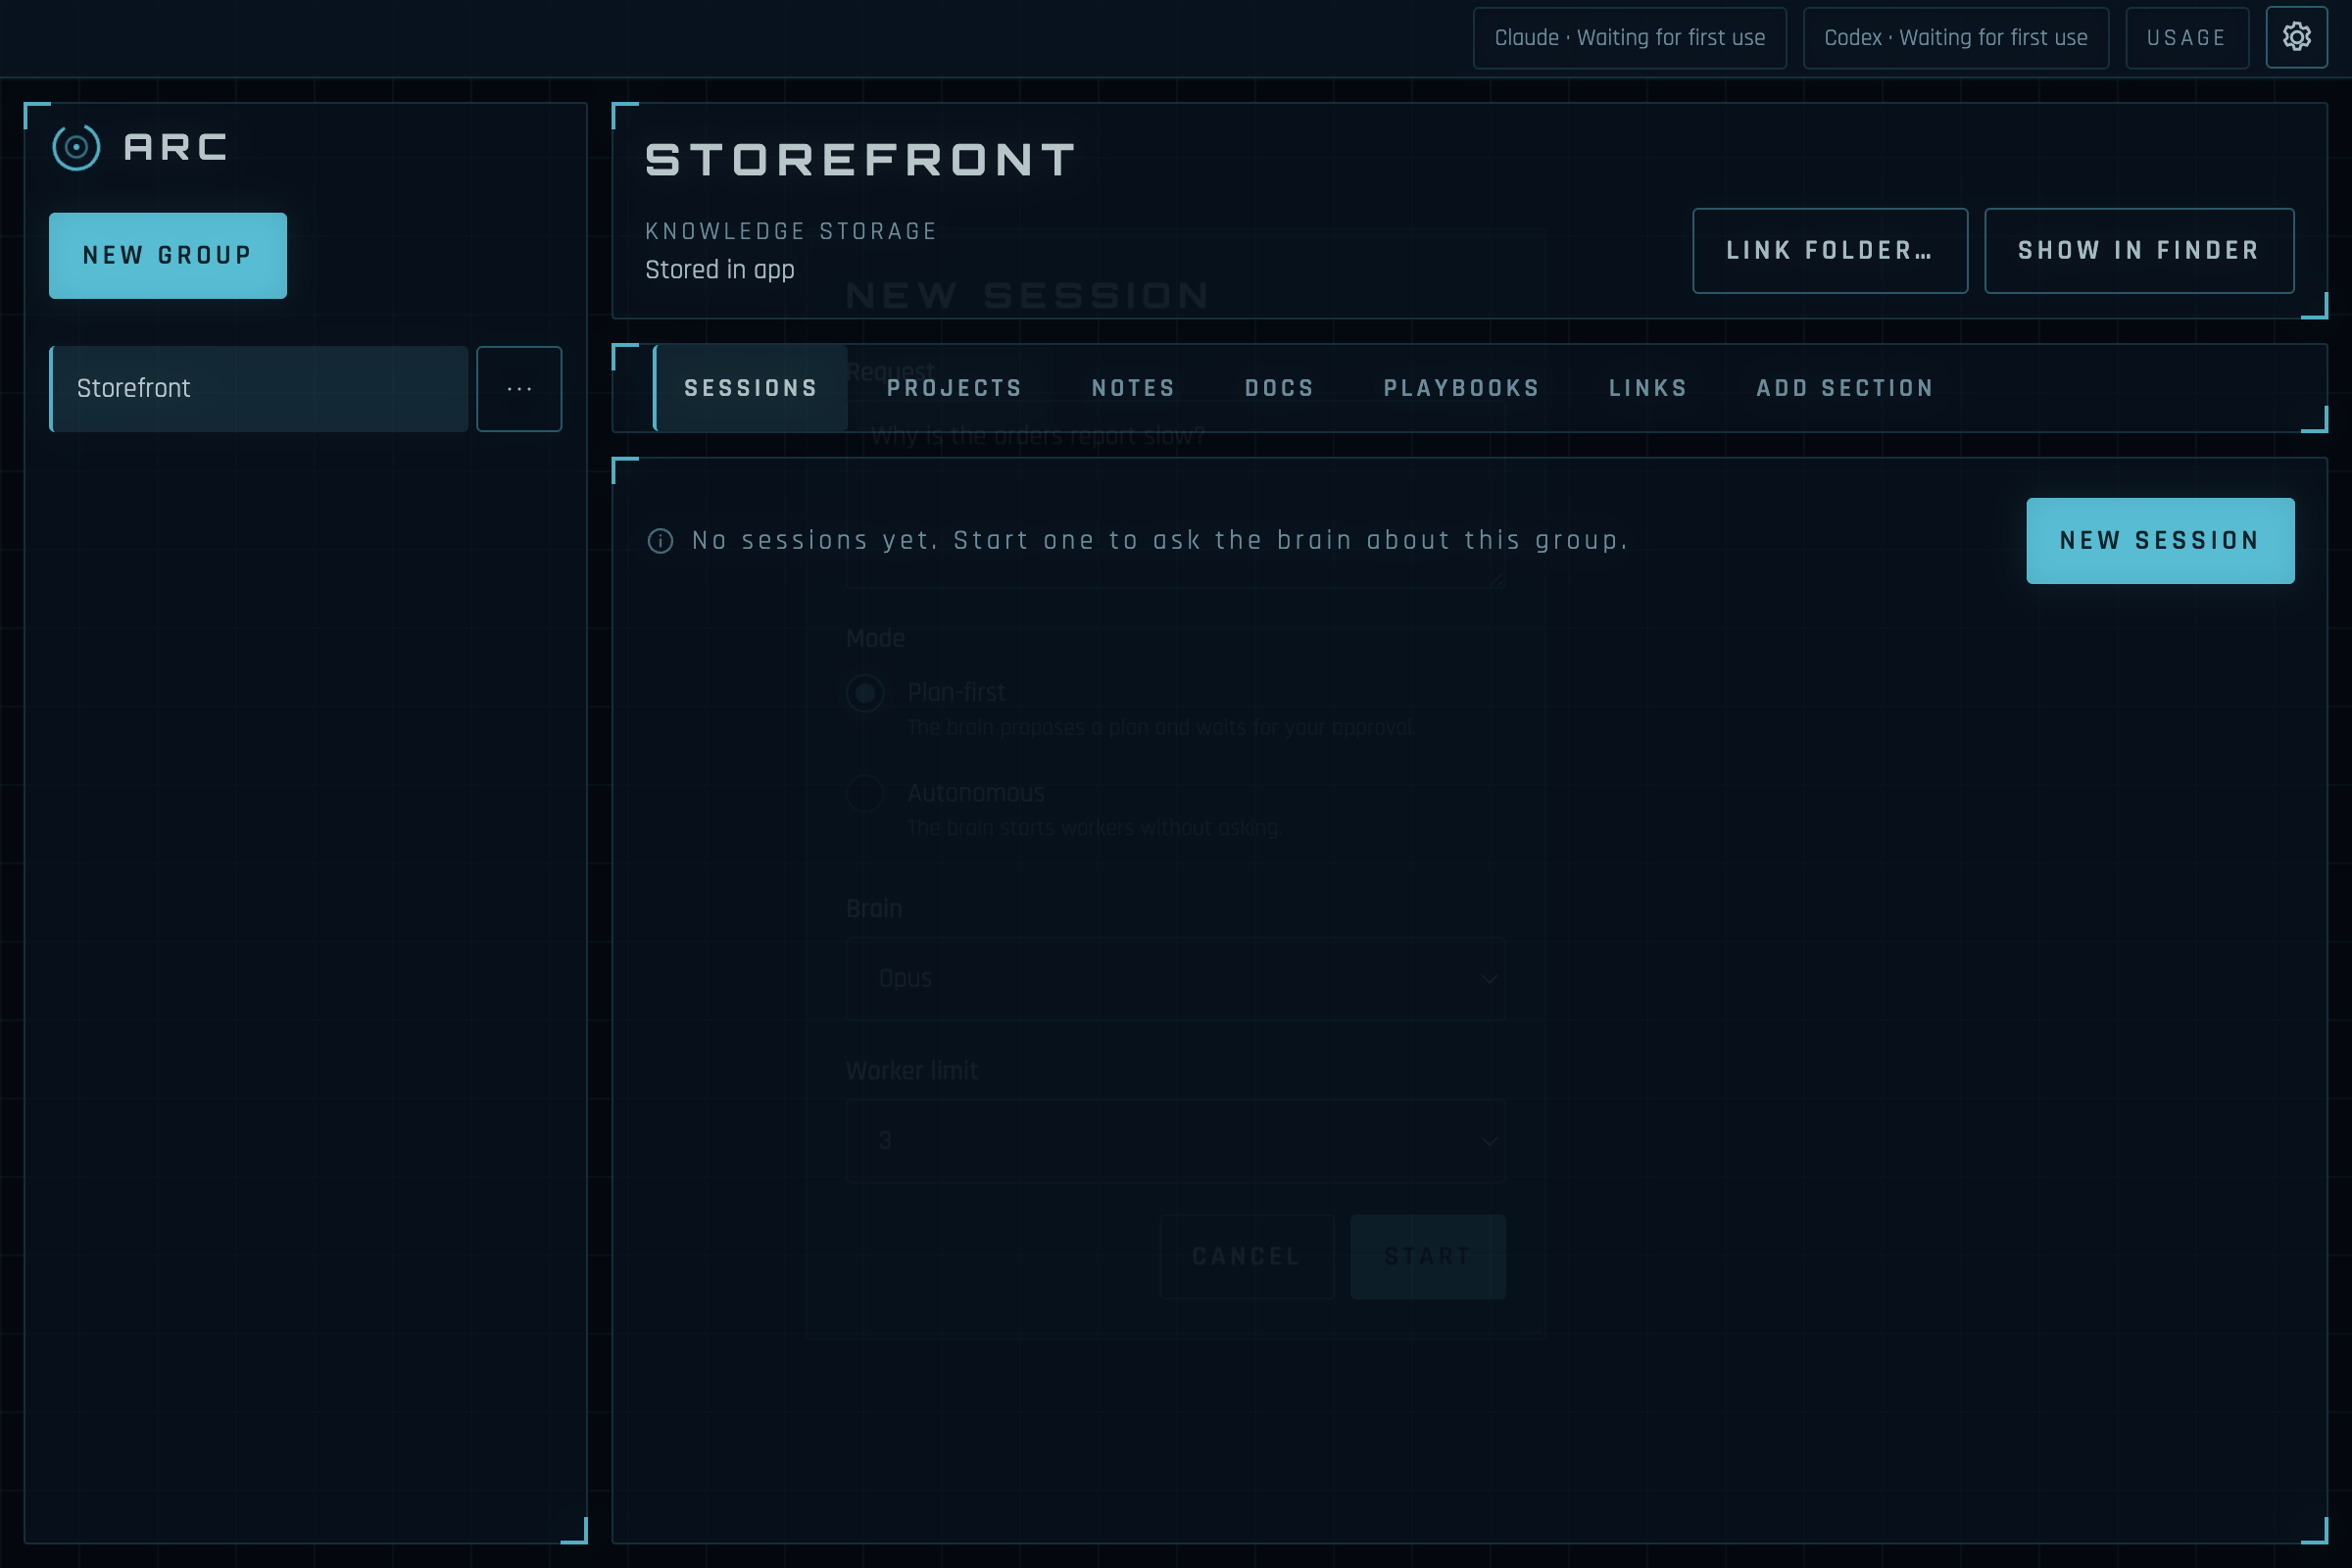 Claude · Waiting for first use
Codex · Waiting for first use
USAGE
ARC
NEW GROUP
Storefront
...
STOREFRONT
KNOWLEDGE STORAGE
Stored in app
LINK FOLDER...
SHOW IN FINDER
NEW SESSION
Request
SESSIONS
PROJECTS
NOTES
DOCS
PLAYBOOKS
LINKS
ADD SECTION
Why is the orders report slow?
No sessions yet. Start one to ask the brain about this group.
NEW SESSION
Mode
Plan-first
The brain proposes a plan and waits for your approval.
Autonomous
The brain starts workers without asking.
Brain
Opus
Worker limit
3
CANCEL
START